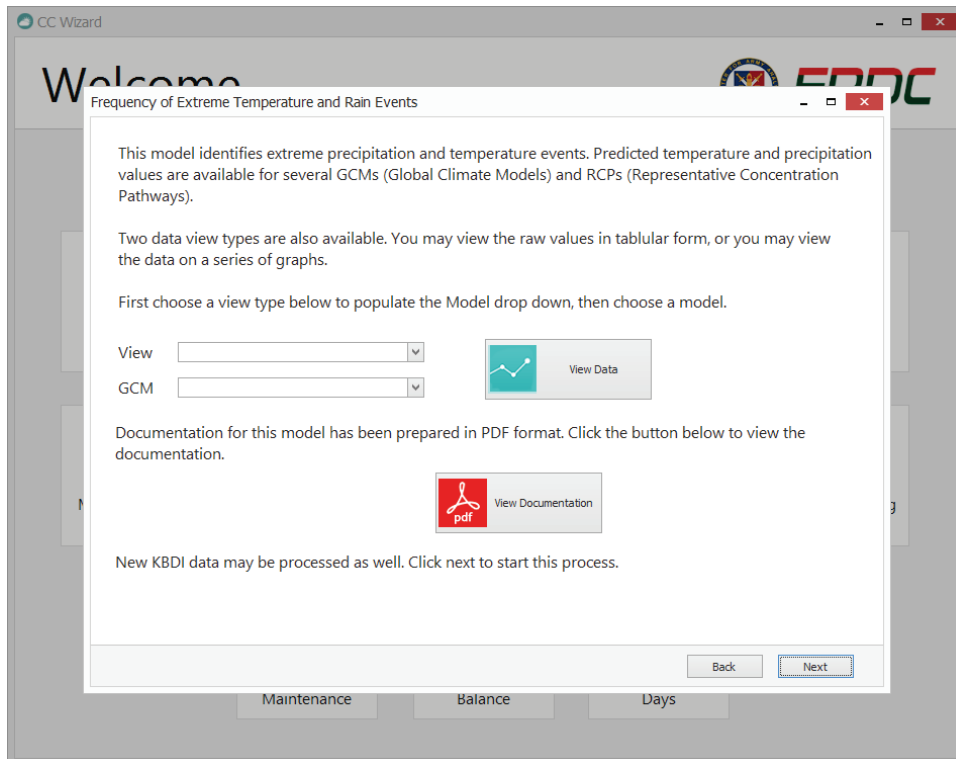 CC Wizard
Welcome
ERDC
Frequency of Extreme Temperature and Rain Events
This model identifies extreme precipitation and temperature events. Predicted temperature and precipitation
values are available for several GCMs (Global Climate Models) and RCPs (Representative Concentration
Pathways).
Two data view types are also available. You may view the raw values in tablular form, or you may view
the data on a series of graphs.
First choose a view type below to populate the Model drop down, then choose a model.
View
View Data
GCM
Documentation for this model has been prepared in PDF format. Click the button below to view the
documentation.
pdf
View Documentation
New KBDI data may be processed as well. Click next to start this process.
Back
Next
Maintenance
Balance
Days